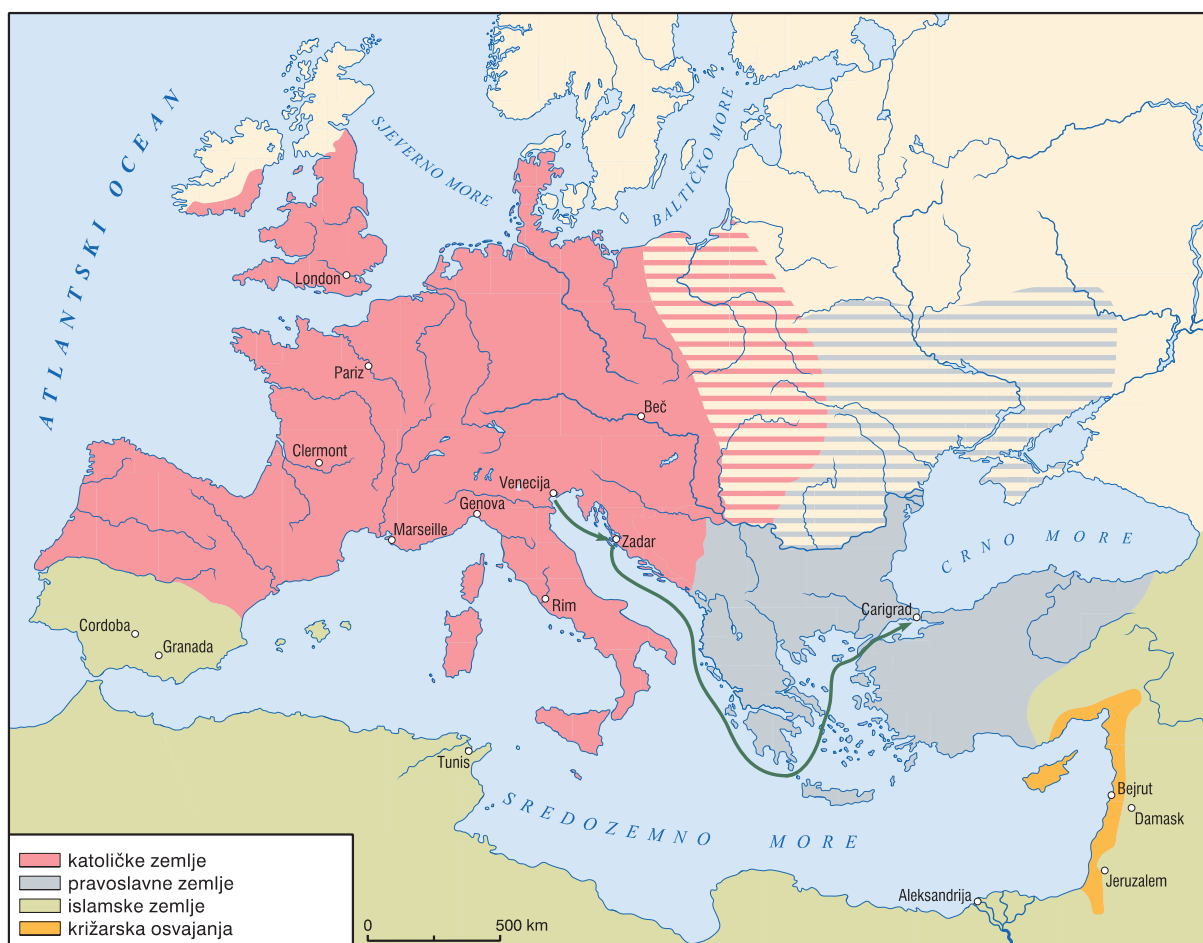 ATLANTSKI OCEAN
SJEVERNO MORE
BALTIČKO MORE
London
Pariz
Beč
Clermont
Venecija
Genova
Marseille
Zadar
CRNO MORE
Rim
Carigrad
Cordoba
Granada
Tunis
SREDOZEMNO MORE
Bejrut
Damask
Jeruzalem
Aleksandrija
katoličke zemlje
pravoslavne zemlje
islamske zemlje
križarska osvajanja
0 500 km